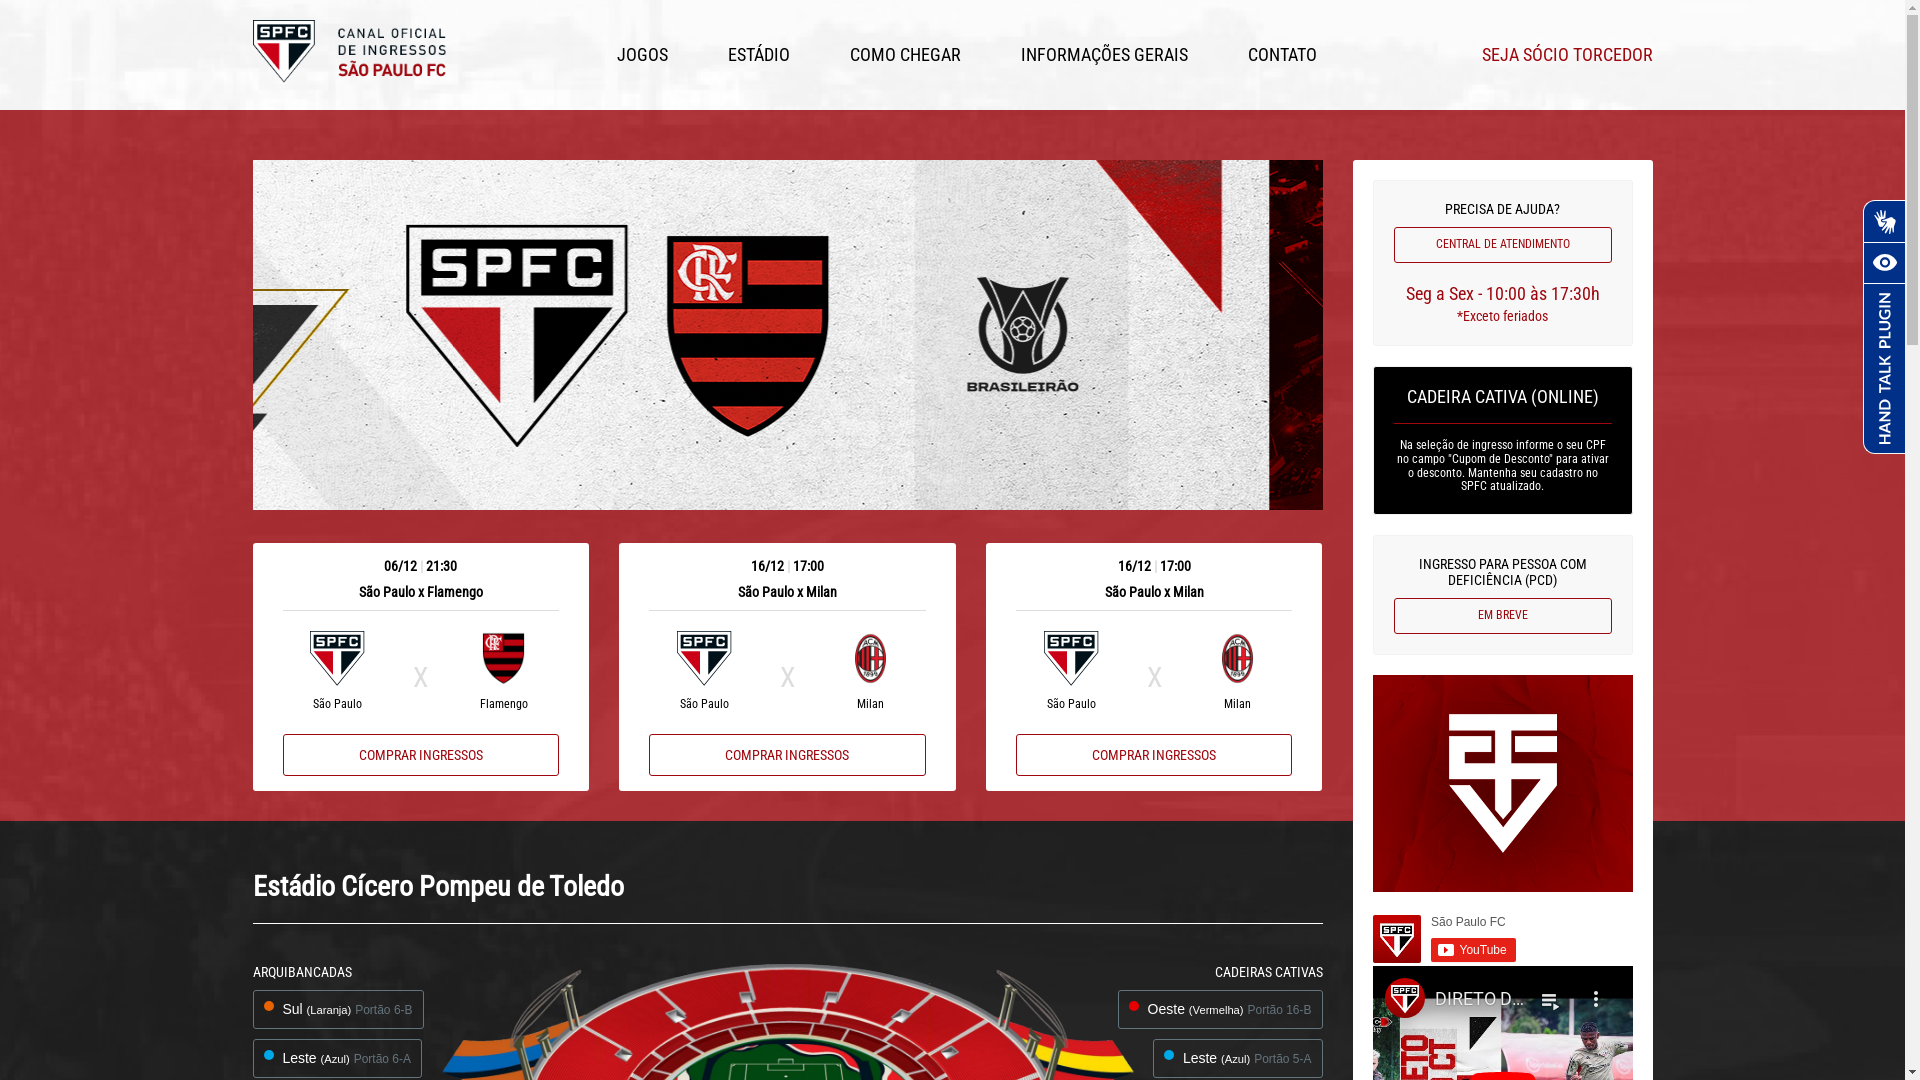 SPFC
CANAL OFICIAL
DE INGRESSOS
SÃO PAULO FC
JOGOS
ESTÁDIO
COMO CHEGAR
INFORMAÇÕES GERAIS
CONTATO
SEJA SÓCIO TORCEDOR
SPFC
CRF
BRASILEIRÃO
PRECISA DE AJUDA?
CENTRAL DE ATENDIMENTO
Seg a Sex - 10:00 às 17:30h
*Exceto feriados
CADEIRA CATIVA (ONLINE)
Na seleção de ingresso informe o seu CPF
no campo "Cupom de Desconto" para ativar
o desconto. Mantenha seu cadastro no
SPFC atualizado.
INGRESSO PARA PESSOA COM
DEFICIÊNCIA (PCD)
EM BREVE
HAND TALK PLUGIN
06/12 | 21:30
São Paulo x Flamengo
SPFC
X
São Paulo
Flamengo
COMPRAR INGRESSOS
16/12 | 17:00
São Paulo x Milan
SPFC
X
ACM
São Paulo
Milan
COMPRAR INGRESSOS
16/12 | 17:00
São Paulo x Milan
SPFC
X
ACM
São Paulo
Milan
COMPRAR INGRESSOS
São Paulo FC
SPFC
YouTube
SPFC
DIRETO D...
Estádio Cícero Pompeu de Toledo
ARQUIBANCADAS
Sul (Laranja) Portão 6-B
Leste (Azul) Portão 6-A
CADEIRAS CATIVAS
Oeste (Vermelha) Portão 16-B
Leste (Azul) Portão 5-A